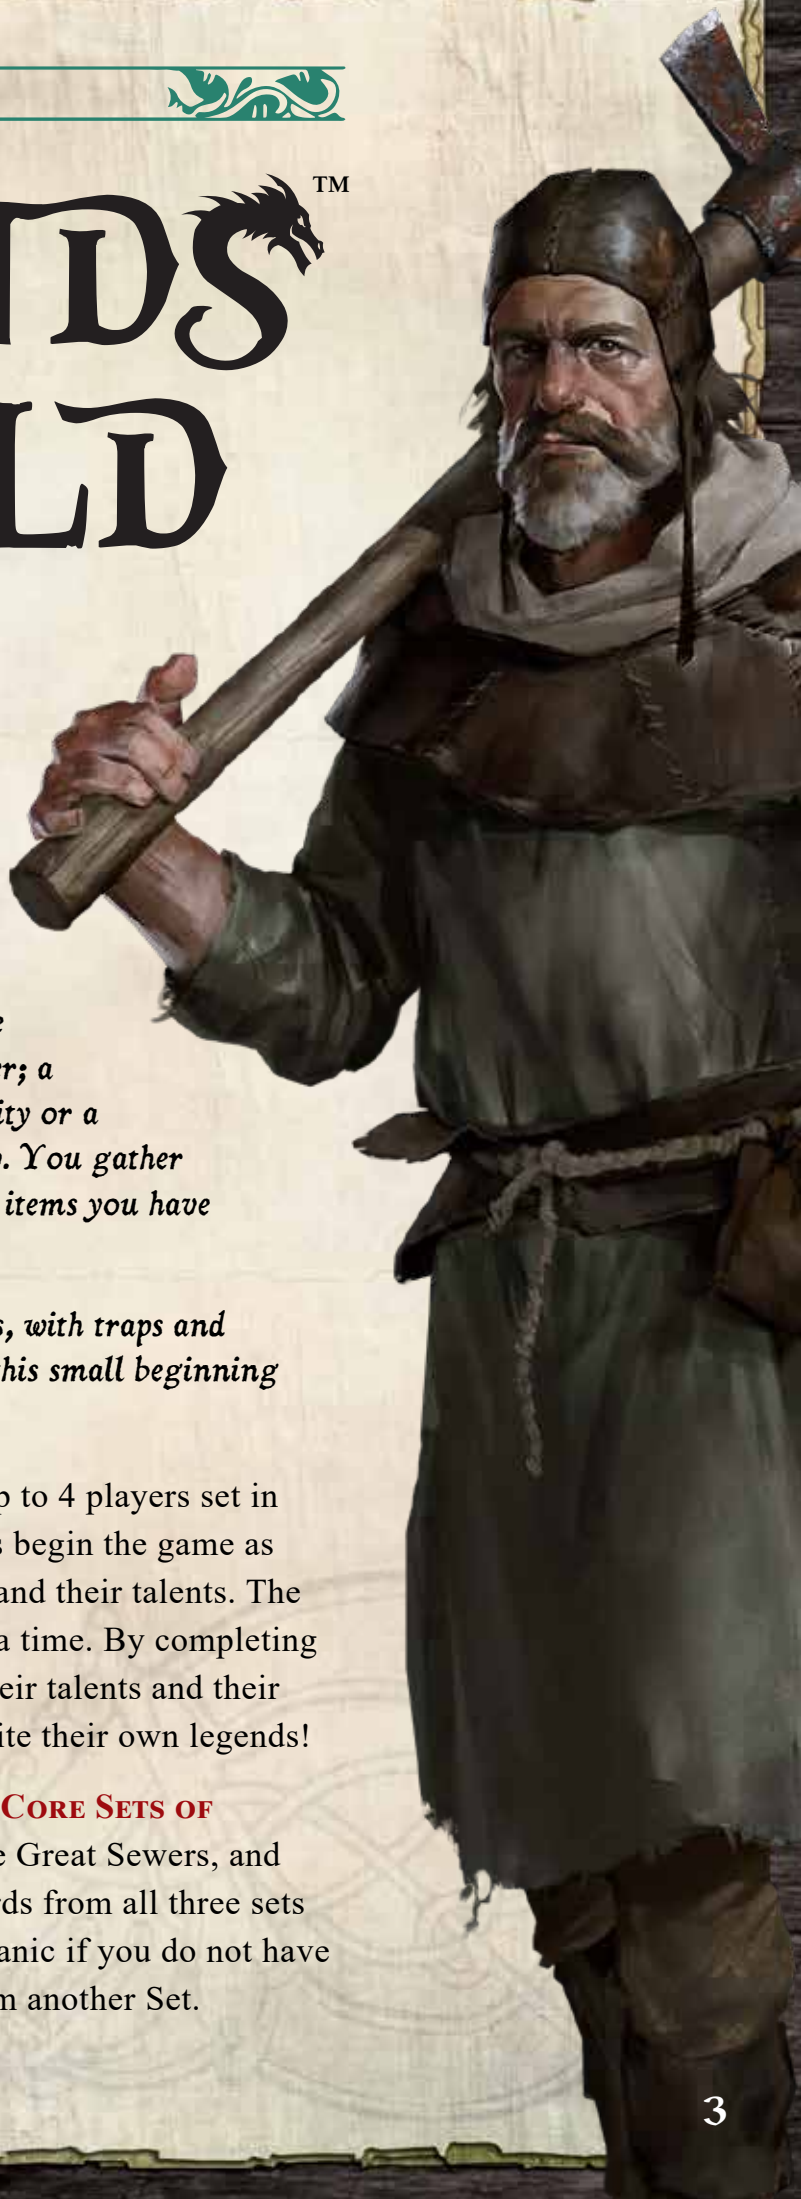 NDS™
LD
er; a
ity or a
. You gather
items you have
s, with traps and
his small beginning
p to 4 players set in
s begin the game as
and their talents. The
a time. By completing
eir talents and their
ite their own legends!
Core Sets of
e Great Sewers, and
rds from all three sets
anic if you do not have
m another Set.
3